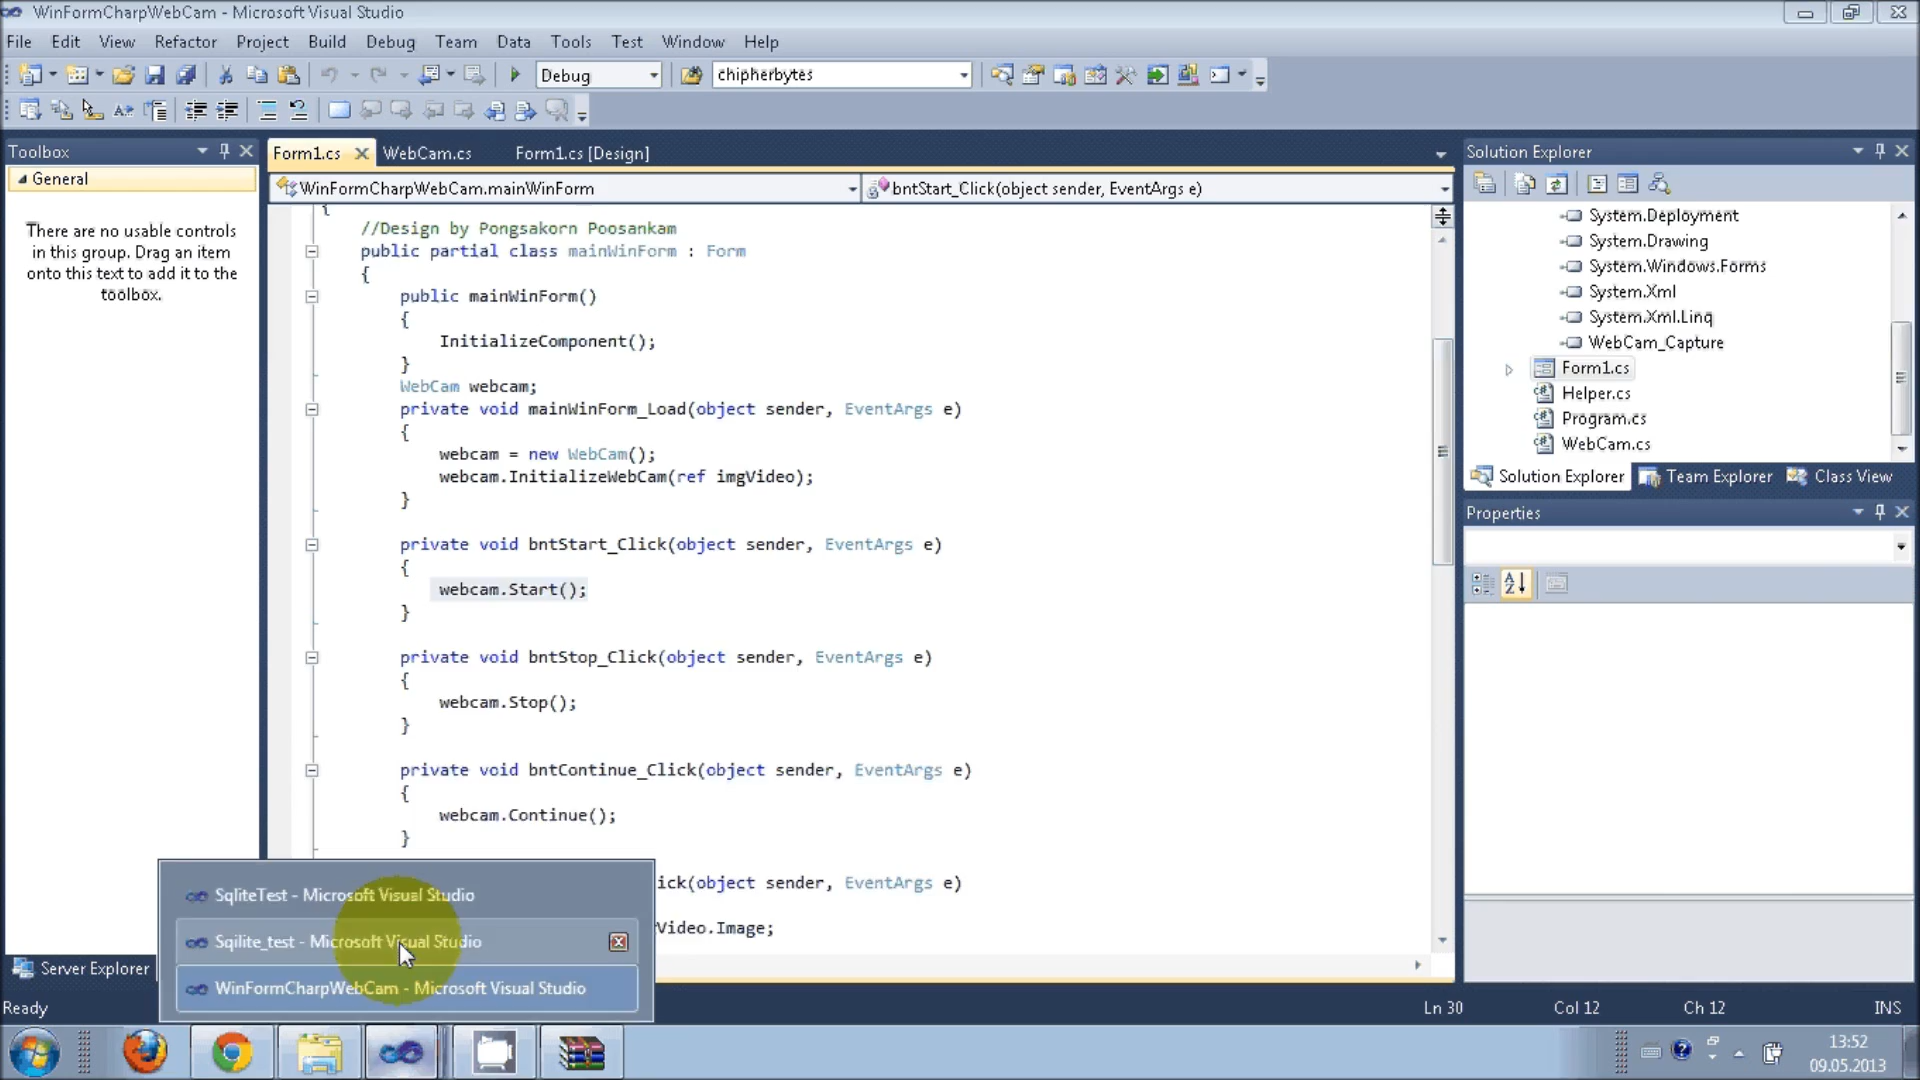 WinFormCharpWebCam - Microsoft Visual Studio
File Edit View Refactor Project Build Debug Team Data Tools Test Window Help
Debug chipherbytes
Toolbox
General
There are no usable controls
in this group. Drag an item
onto this text to add it to the
toolbox.
Server Explorer
Form1.cs WebCam.cs Form1.cs [Design]
WinFormCharpWebCam.mainWinForm bntStart_Click(object sender, EventArgs e)
{
//Design by Pongsakorn Poosankam
public partial class mainWinForm : Form
{
public mainWinForm()
{
InitializeComponent();
}
WebCam webcam;
private void mainWinForm_Load(object sender, EventArgs e)
{
webcam = new WebCam();
webcam.InitializeWebCam(ref imgVideo);
}
private void bntStart_Click(object sender, EventArgs e)
{
webcam.Start();
}
private void bntStop_Click(object sender, EventArgs e)
{
webcam.Stop();
}
private void bntContinue_Click(object sender, EventArgs e)
{
webcam.Continue();
}
ick(object sender, EventArgs e)
Video.Image;
SqliteTest - Microsoft Visual Studio
Sqilite_test - Microsoft Visual Studio
WinFormCharpWebCam - Microsoft Visual Studio
Solution Explorer
System.Deployment
System.Drawing
System.Windows.Forms
System.Xml
System.Xml.Linq
WebCam_Capture
Form1.cs
Helper.cs
Program.cs
WebCam.cs
Solution Explorer Team Explorer Class View
Properties
Ready Ln 30 Col 12 Ch 12 INS
13:52
09.05.2013